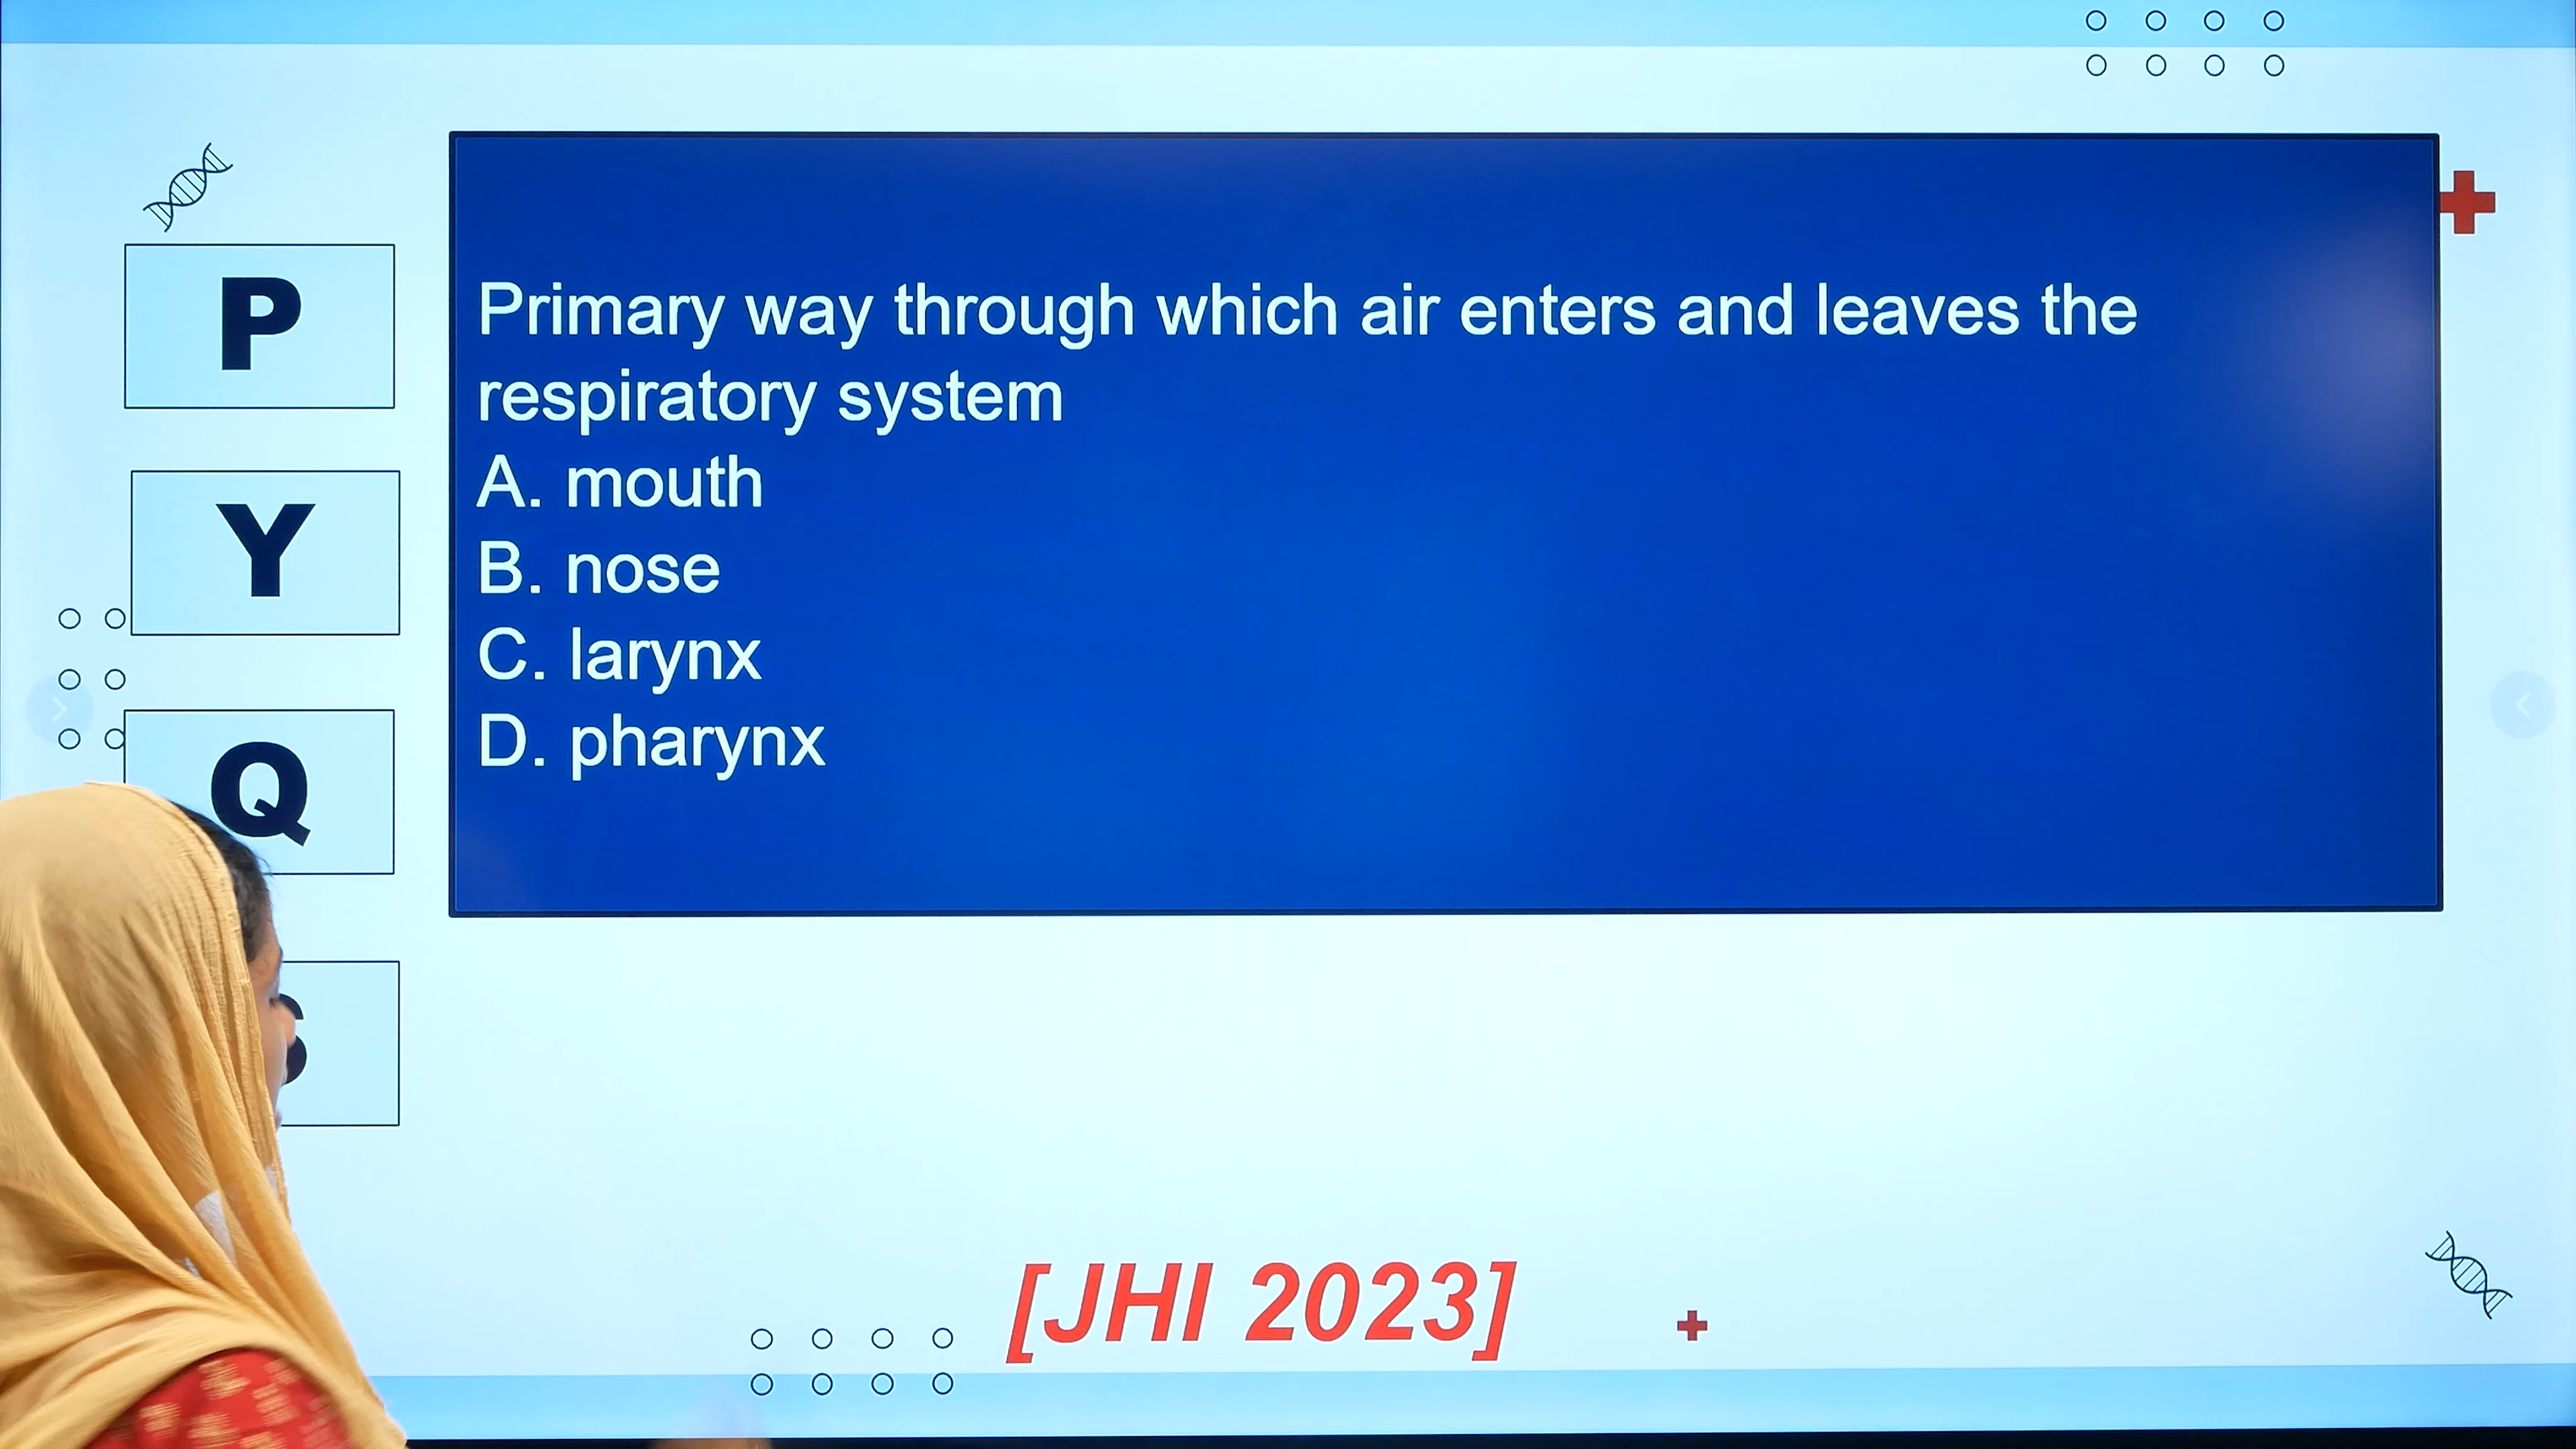 P
Y
Q
Primary way through which air enters and leaves the
respiratory system
A. mouth
B. nose
C. larynx
D. pharynx
[JHI 2023]